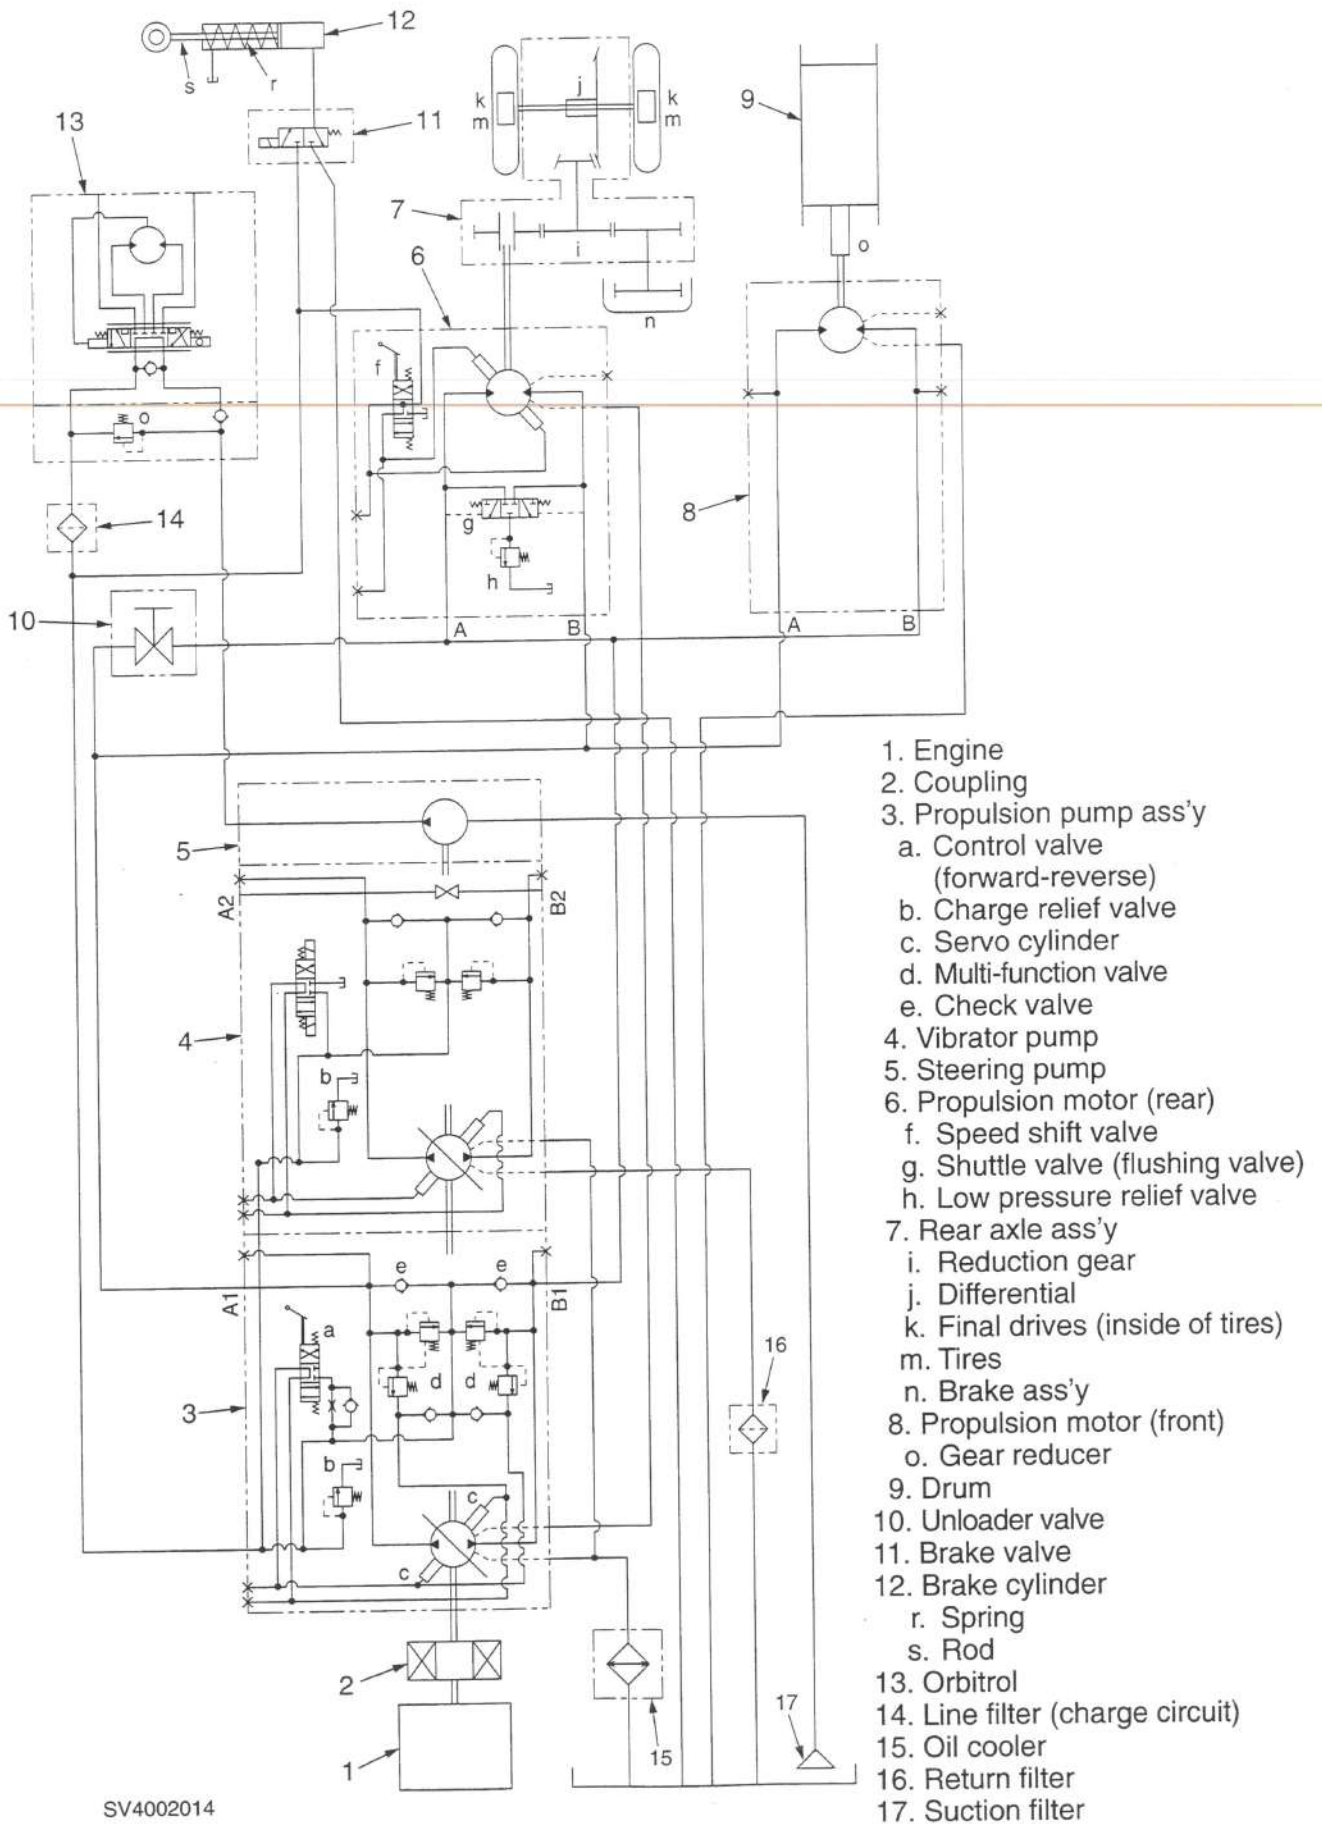 12
s
r
11
13
k
m
j
k
m
9
7
i
n
o
6
f
o
g
h
14
8
10
A
B
A
B
5
A2
B2
4
b
1. Engine
2. Coupling
3. Propulsion pump ass'y
a. Control valve
(forward-reverse)
b. Charge relief valve
c. Servo cylinder
d. Multi-function valve
e. Check valve
4. Vibrator pump
5. Steering pump
6. Propulsion motor (rear)
f. Speed shift valve
g. Shuttle valve (flushing valve)
h. Low pressure relief valve
7. Rear axle ass'y
i. Reduction gear
j. Differential
k. Final drives (inside of tires)
m. Tires
n. Brake ass'y
8. Propulsion motor (front)
o. Gear reducer
9. Drum
10. Unloader valve
11. Brake valve
12. Brake cylinder
r. Spring
s. Rod
13. Orbitrol
14. Line filter (charge circuit)
15. Oil cooler
16. Return filter
17. Suction filter
e
e
A1
B1
a
d
d
3
b
c
c
16
2
1
15
17
SV4002014